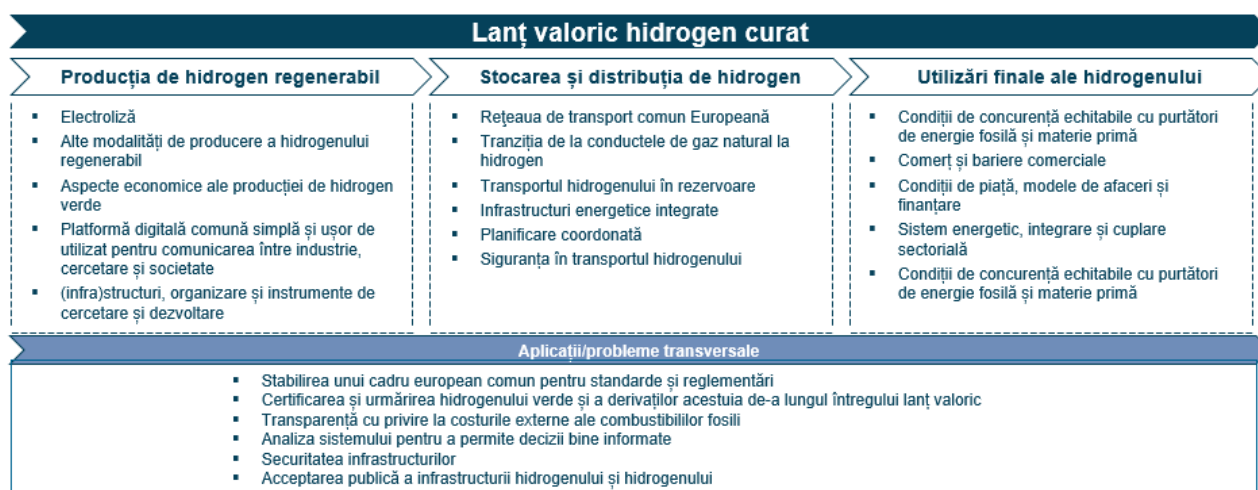 Lanț valoric hidrogen curat
Producția de hidrogen regenerabil
Stocarea și distribuția de hidrogen
Utilizări finale ale hidrogenului
▪ Electroliză
▪ Alte modalități de producere a hidrogenului
regenerabil
▪ Aspecte economice ale producției de hidrogen
verde
▪ Platformă digitală comună simplă și ușor de
utilizat pentru comunicarea între industrie,
cercetare și societate
▪ (infra)structuri, organizare și instrumente de
cercetare și dezvoltare
▪ Reţeaua de transport comun Europeană
▪ Tranziția de la conductele de gaz natural la
hidrogen
▪ Transportul hidrogenului în rezervoare
▪ Infrastructuri energetice integrate
▪ Planificare coordonată
▪ Siguranța în transportul hidrogenului
▪ Condiții de concurență echitabile cu purtători
de energie fosilă și materie primă
▪ Comerț și bariere comerciale
▪ Condiții de piață, modele de afaceri și
finanțare
▪ Sistem energetic, integrare și cuplare
sectorială
▪ Condiții de concurență echitabile cu purtători
de energie fosilă și materie primă
Aplicații/probleme transversale
▪ Stabilirea unui cadru european comun pentru standarde și reglementări
▪ Certificarea și urmărirea hidrogenului verde și a derivaților acestuia de-a lungul întregului lanț valoric
▪ Transparență cu privire la costurile externe ale combustibililor fosili
▪ Analiza sistemului pentru a permite decizii bine informate
▪ Securitatea infrastructurilor
▪ Acceptarea publică a infrastructurii hidrogenului și hidrogenului